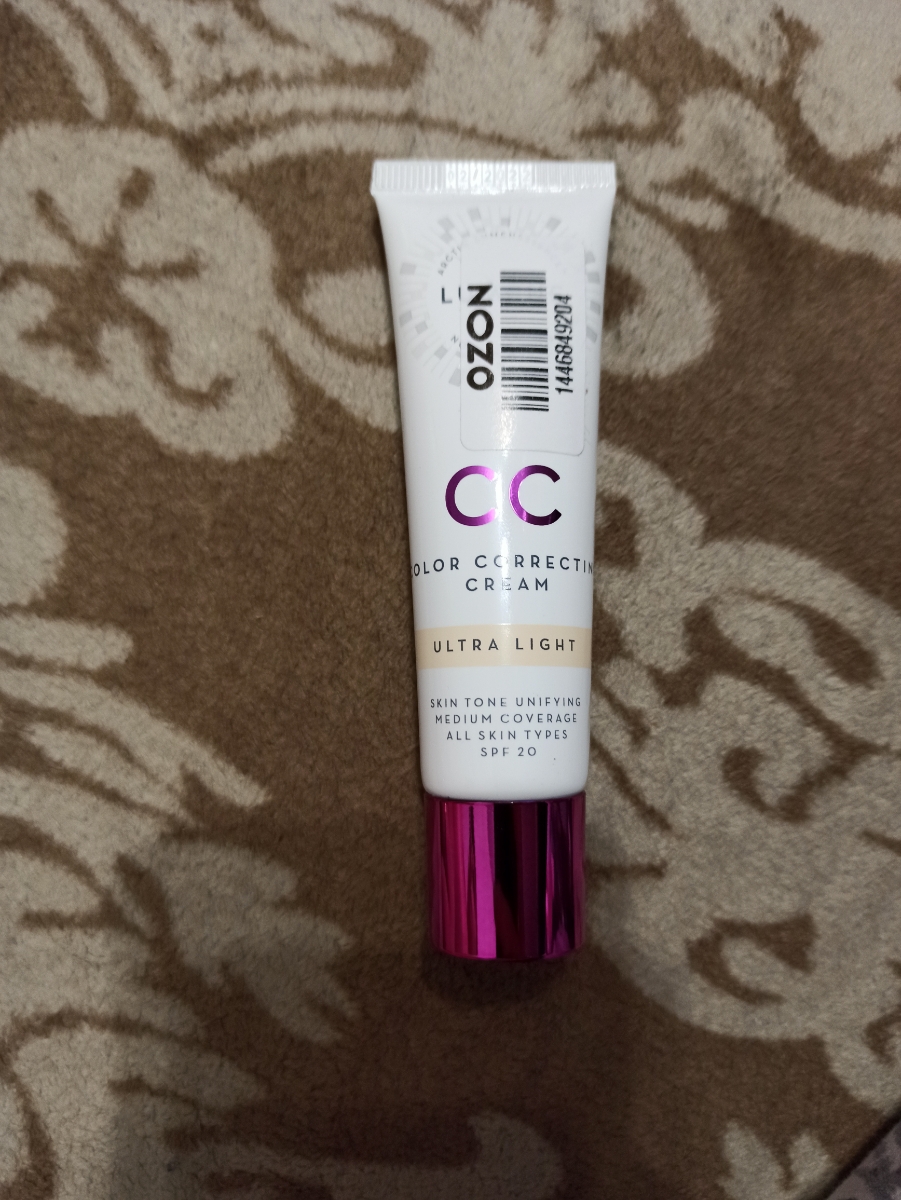 OZON
1446849204
CC
OLOR CORRECTIN
CREAM
ULTRA LIGHT
SKIN TONE UNIFYING
MEDIUM COVERAGE
ALL SKIN TYPES
SPF 20